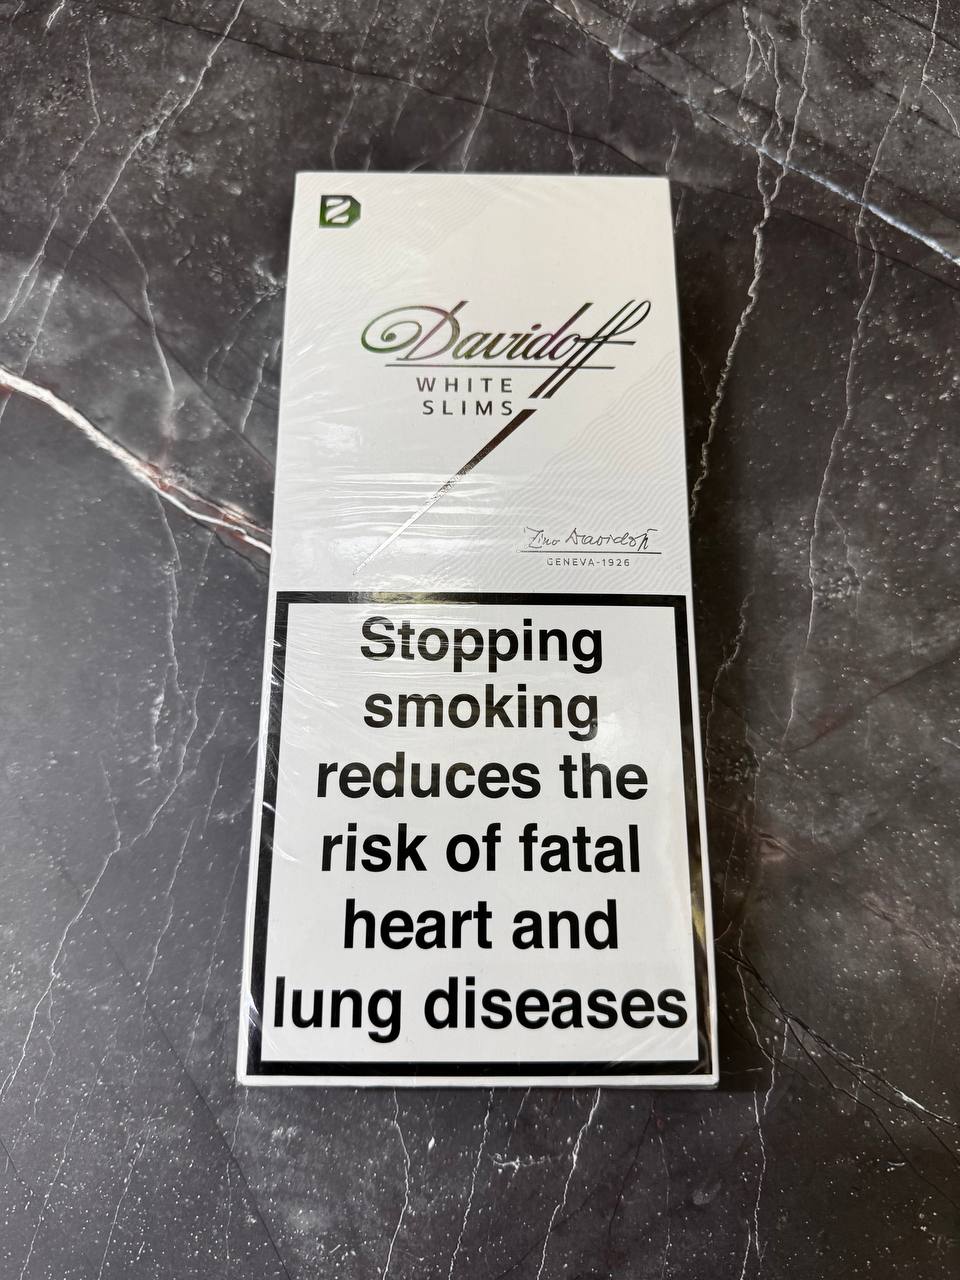 Davidoff
WHITE
SLIMS
Zino Davidoff
GENEVA-1926
Stopping
smoking
reduces the
risk of fatal
heart and
lung diseases